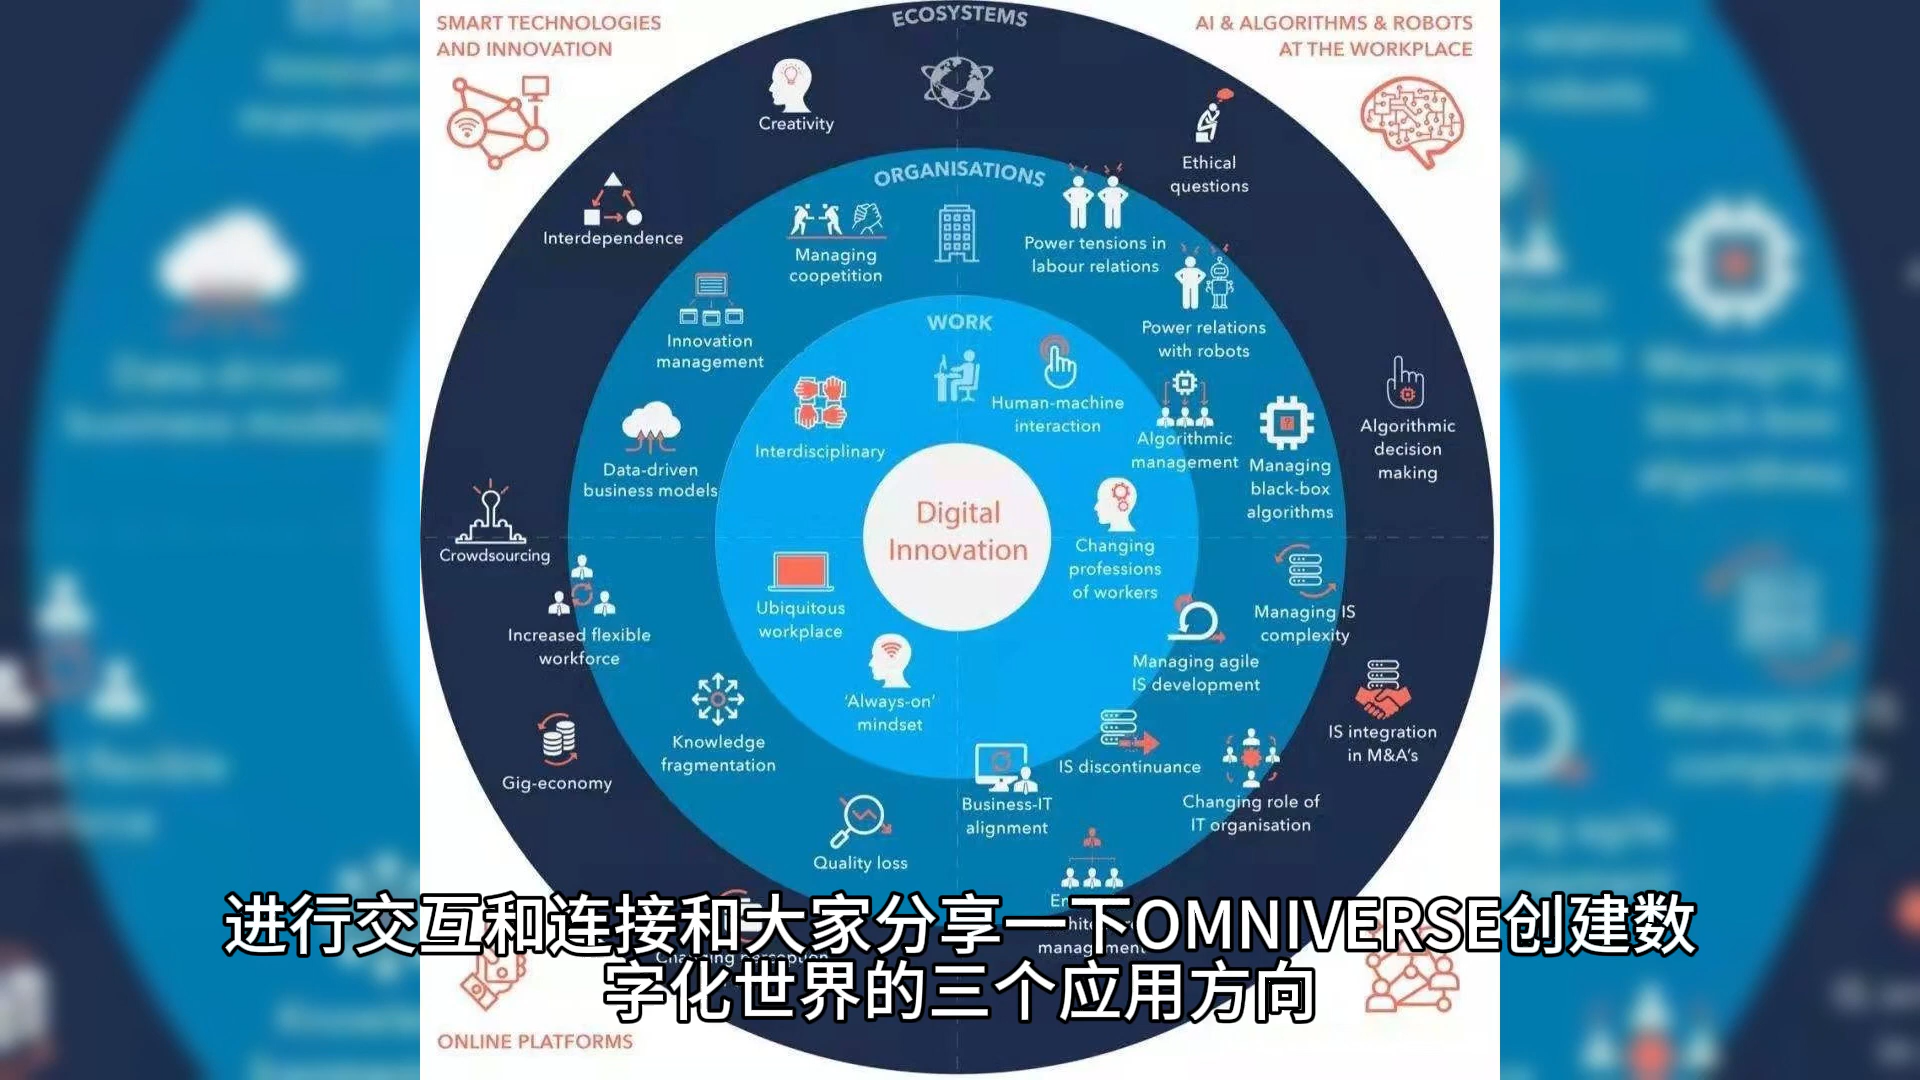 SMART TECHNOLOGIES
AND INNOVATION
ECOSYSTEMS
AI & ALGORITHMS & ROBOTS
AT THE WORKPLACE
Creativity
Ethical
questions
Interdependence
ORGANISATIONS
Managing
coopetition
Power tensions in
labour relations
Innovation
management
Power relations
with robots
WORK
Human-machine
interaction
Interdisciplinary
Algorithmic
management
Managing
black-box
algorithms
Algorithmic
decision
making
Data-driven
business models
Crowdsourcing
Digital
Innovation
Changing
professions
of workers
Ubiquitous
workplace
Increased flexible
workforce
Managing IS
complexity
Managing agile
IS development
'Always-on'
mindset
Knowledge
fragmentation
IS integration
in M&A's
Gig-economy
IS discontinuance
Business-IT
alignment
Changing role of
IT organisation
Quality loss
management
Changing perception
进行交互和连接和大家分享一下OMNIVERSE创建数
字化世界的三个应用方向
ONLINE PLATFORMS